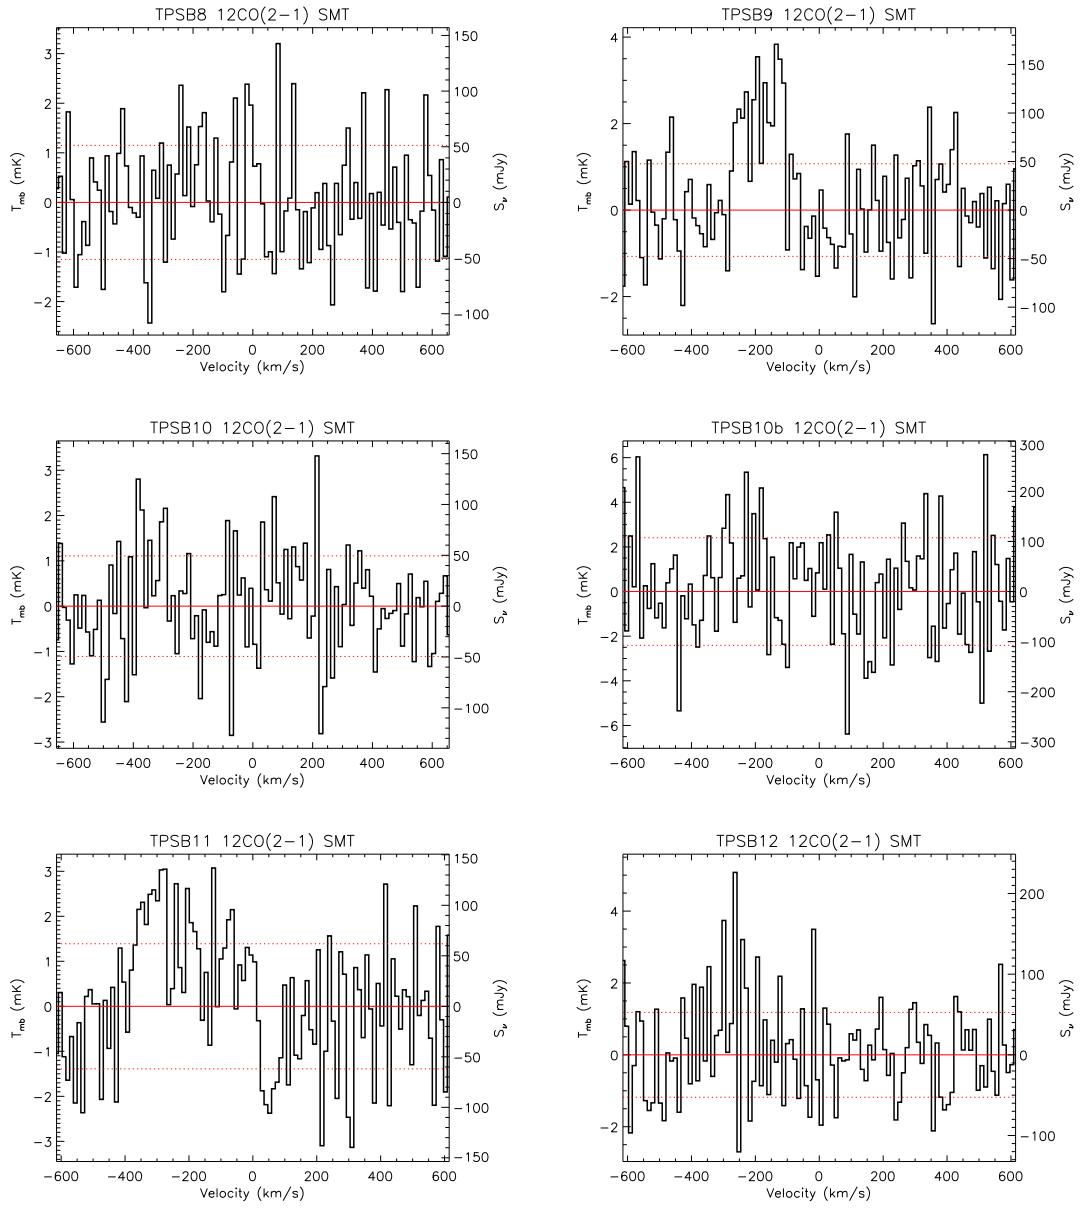 TPSB8 12CO(2−1) SMT
3
2
1
0
−1
−2
T_mb (mK)
150
100
50
0
−50
−100
S_ν (mJy)
−600 −400 −200 0 200 400 600
Velocity (km/s)
TPSB9 12CO(2−1) SMT
4
2
0
−2
T_mb (mK)
150
100
50
0
−50
−100
S_ν (mJy)
−600 −400 −200 0 200 400 600
Velocity (km/s)
TPSB10 12CO(2−1) SMT
3
2
1
0
−1
−2
−3
T_mb (mK)
150
100
50
0
−50
−100
S_ν (mJy)
−600 −400 −200 0 200 400 600
Velocity (km/s)
TPSB10b 12CO(2−1) SMT
6
4
2
0
−2
−4
−6
T_mb (mK)
300
200
100
0
−100
−200
−300
S_ν (mJy)
−600 −400 −200 0 200 400 600
Velocity (km/s)
TPSB11 12CO(2−1) SMT
3
2
1
0
−1
−2
−3
T_mb (mK)
150
100
50
0
−50
−100
−150
S_ν (mJy)
−600 −400 −200 0 200 400 600
Velocity (km/s)
TPSB12 12CO(2−1) SMT
4
2
0
−2
T_mb (mK)
200
100
0
−100
S_ν (mJy)
−600 −400 −200 0 200 400 600
Velocity (km/s)